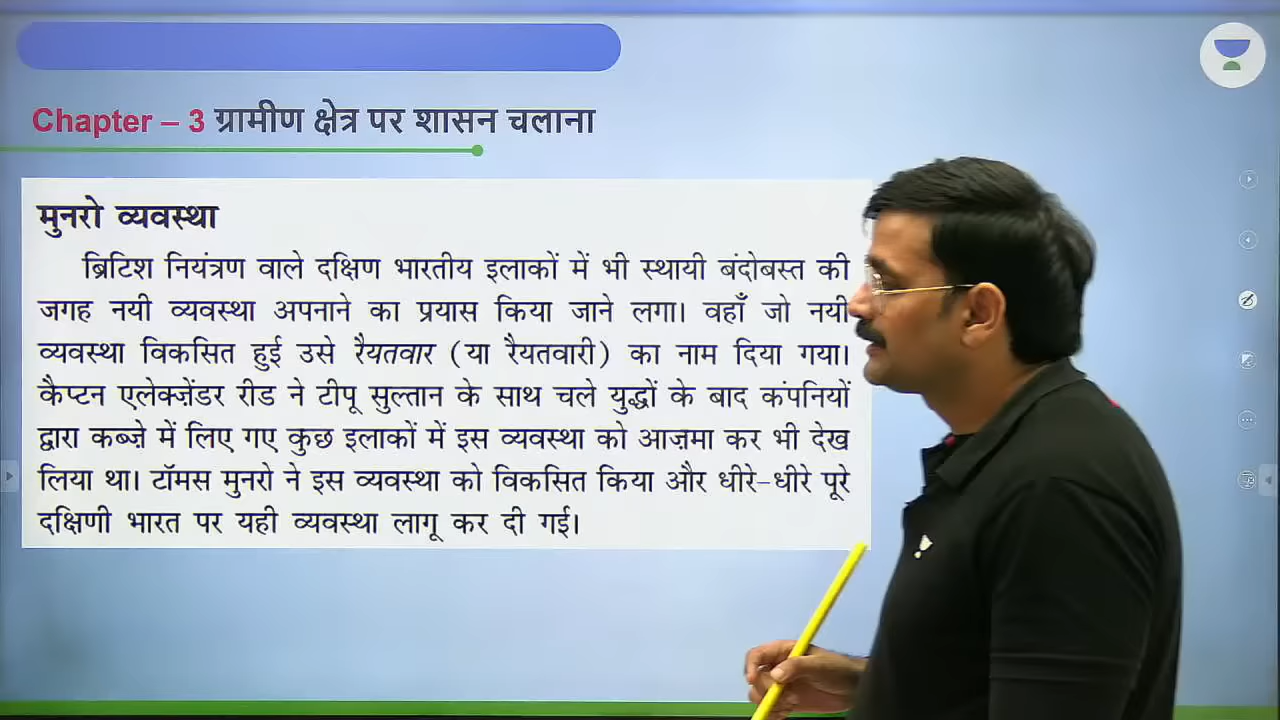 Chapter – 3 ग्रामीण क्षेत्र पर शासन चलाना
मुनरो व्यवस्था
ब्रिटिश नियंत्रण वाले दक्षिण भारतीय इलाकों में भी स्थायी बंदोबस्त की
जगह नयी व्यवस्था अपनाने का प्रयास किया जाने लगा। वहाँ जो नयी
व्यवस्था विकसित हुई उसे रैयतवार (या रैयतवारी) का नाम दिया गया।
कैप्टन एलेक्ज़ेंडर रीड ने टीपू सुल्तान के साथ चले युद्धों के बाद कंपनियों
द्वारा कब्ज़े में लिए गए कुछ इलाकों में इस व्यवस्था को आज़मा कर भी देख
लिया था। टॉमस मुनरो ने इस व्यवस्था को विकसित किया और धीरे-धीरे पूरे
दक्षिणी भारत पर यही व्यवस्था लागू कर दी गई।